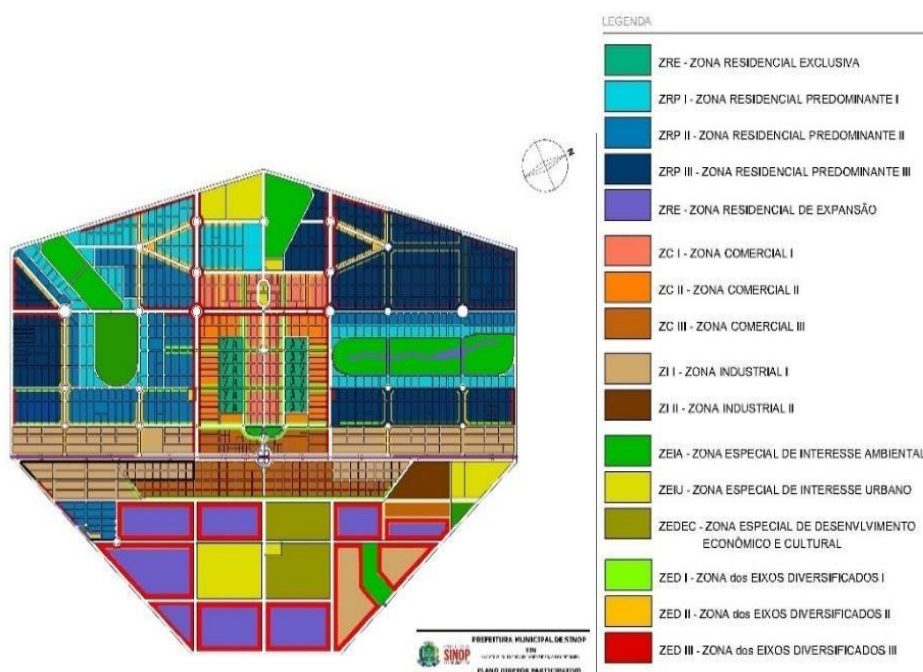 LEGENDA
ZRE - ZONA RESIDENCIAL EXCLUSIVA
ZRP I - ZONA RESIDENCIAL PREDOMINANTE I
ZRP II - ZONA RESIDENCIAL PREDOMINANTE II
ZRP III - ZONA RESIDENCIAL PREDOMINANTE III
ZRE - ZONA RESIDENCIAL DE EXPANSÃO
ZC I - ZONA COMERCIAL I
ZC II - ZONA COMERCIAL II
ZC III - ZONA COMERCIAL III
ZI I - ZONA INDUSTRIAL I
ZI II - ZONA INDUSTRIAL II
ZEIA - ZONA ESPECIAL DE INTERESSE AMBIENTAL
ZEIU - ZONA ESPECIAL DE INTERESSE URBANO
ZEDEC - ZONA ESPECIAL DE DESENVLVIMENTO
ECONÔMICO E CULTURAL
ZED I - ZONA dos EIXOS DIVERSIFICADOS I
ZED II - ZONA dos EIXOS DIVERSIFICADOS II
ZED III - ZONA dos EIXOS DIVERSIFICADOS III
N
PREFEITURA MUNICIPAL DE SINOP
SINOP
PLANO DIRETOR PARTICIPATIVO